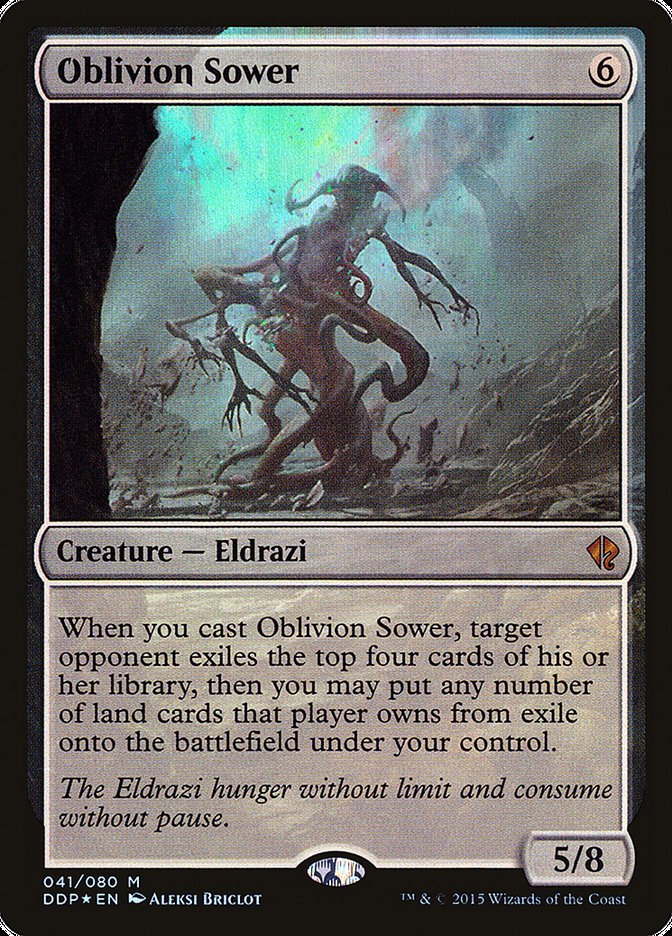 Oblivion Sower 6
Creature — Eldrazi
When you cast Oblivion Sower, target
opponent exiles the top four cards of his or
her library, then you may put any number
of land cards that player owns from exile
onto the battlefield under your control.
The Eldrazi hunger without limit and consume
without pause.
5/8
041/080 M
DDP★EN Aleksi Briclot
™ & © 2015 Wizards of the Coast